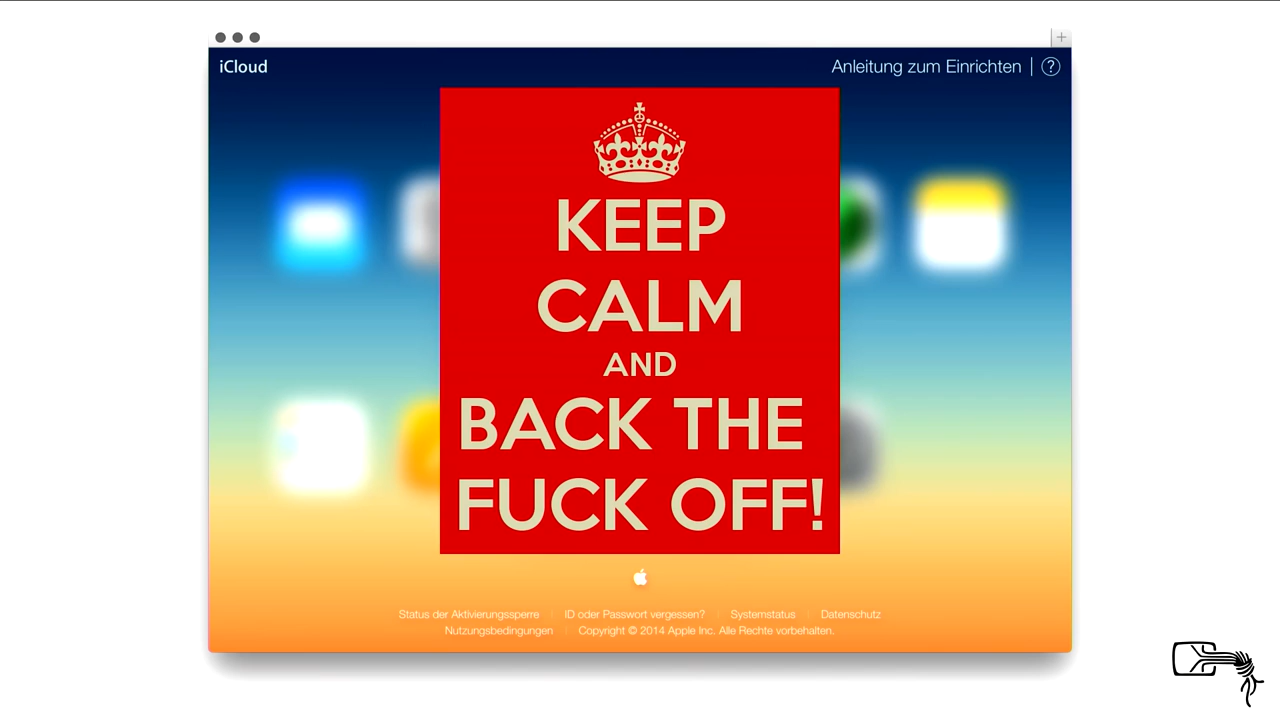 iCloud
Anleitung zum Einrichten
KEEP
CALM
AND
BACK THE
FUCK OFF!
Status der Aktivierungssperre
ID oder Passwort vergessen?
Systemstatus
Datenschutz
Nutzungsbedingungen
Copyright © 2014 Apple Inc. Alle Rechte vorbehalten.